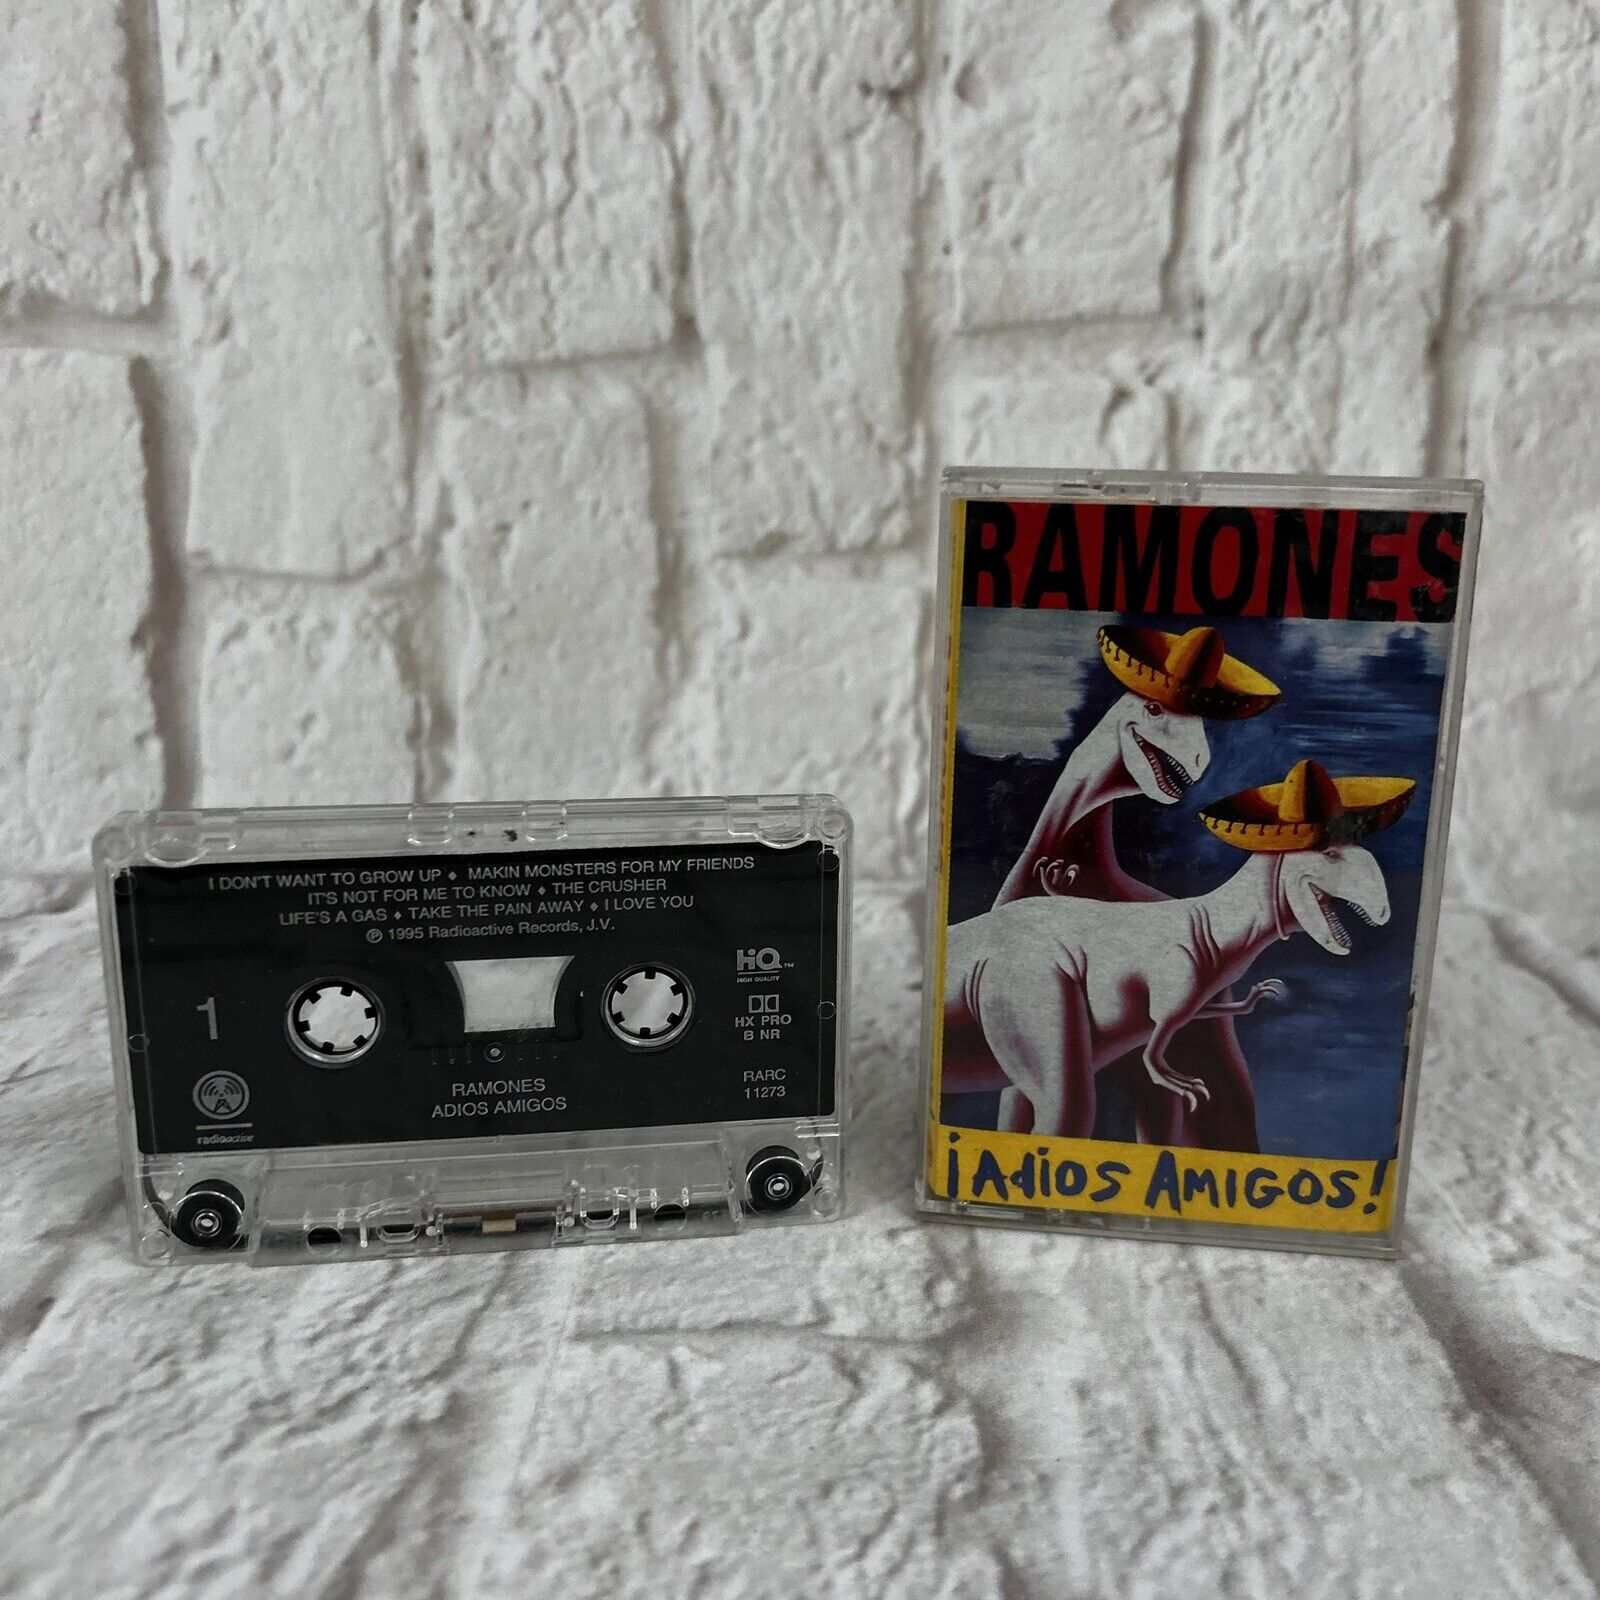 I DON'T WANT TO GROW UP ♦ MAKIN MONSTERS FOR MY FRIENDS
IT'S NOT FOR ME TO KNOW ♦ THE CRUSHER
LIFE'S A GAS ♦ TAKE THE PAIN AWAY ♦ I LOVE YOU
℗ 1995 Radioactive Records, J.V.
1
HQ™
HIGH QUALITY
HX PRO
B NR
radioactive
RAMONES
ADIOS AMIGOS
RARC
11273
RAMONES
¡ADiOS AMIGOS!